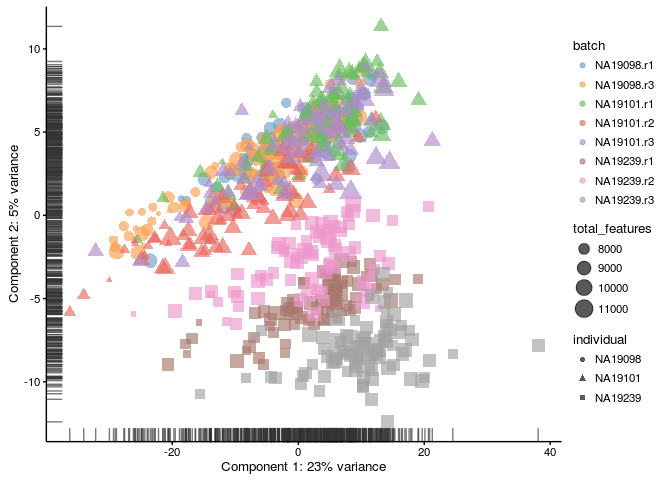 10
5
0
-5
-10
-20
0
20
40
Component 1: 23% variance
Component 2: 5% variance
batch
NA19098.r1
NA19098.r3
NA19101.r1
NA19101.r2
NA19101.r3
NA19239.r1
NA19239.r2
NA19239.r3
total_features
8000
9000
10000
11000
individual
NA19098
NA19101
NA19239